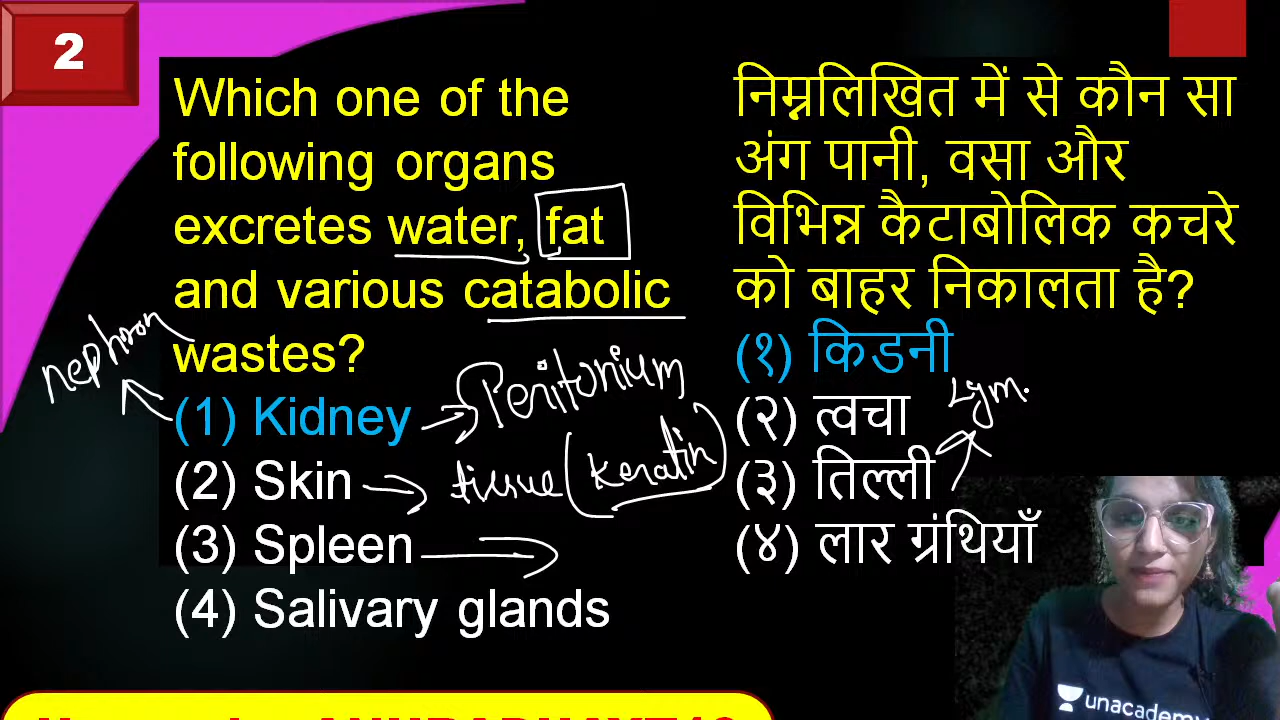 2
Which one of the
following organs
excretes water, fat
and various catabolic
wastes?
(1) Kidney
(2) Skin
(3) Spleen
(4) Salivary glands
nephron
Peritonium
tissue (keratin)
निम्नलिखित में से कौन सा
अंग पानी, वसा और
विभिन्न कैटाबोलिक कचरे
को बाहर निकालता है?
(१) किडनी
(२) त्वचा
(३) तिल्ली
(४) लार ग्रंथियाँ
Lym.
unacademy